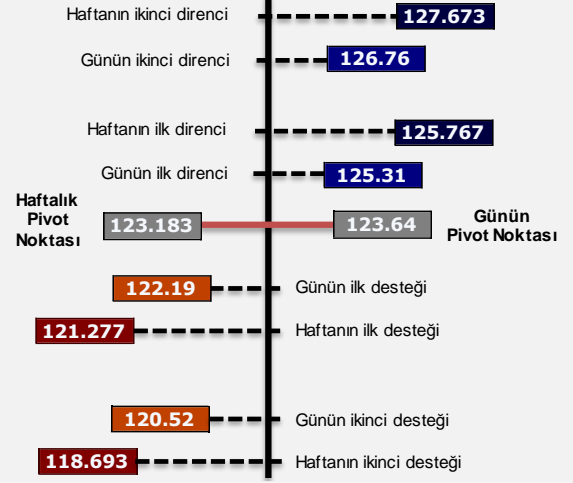 Haftanın ikinci direnci 127.673
Günün ikinci direnci 126.76
Haftanın ilk direnci 125.767
Günün ilk direnci 125.31
Haftalık
Pivot
Noktası
123.183 123.64
Günün
Pivot Noktası
122.19 Günün ilk desteği
121.277 Haftanın ilk desteği
120.52 Günün ikinci desteği
118.693 Haftanın ikinci desteği